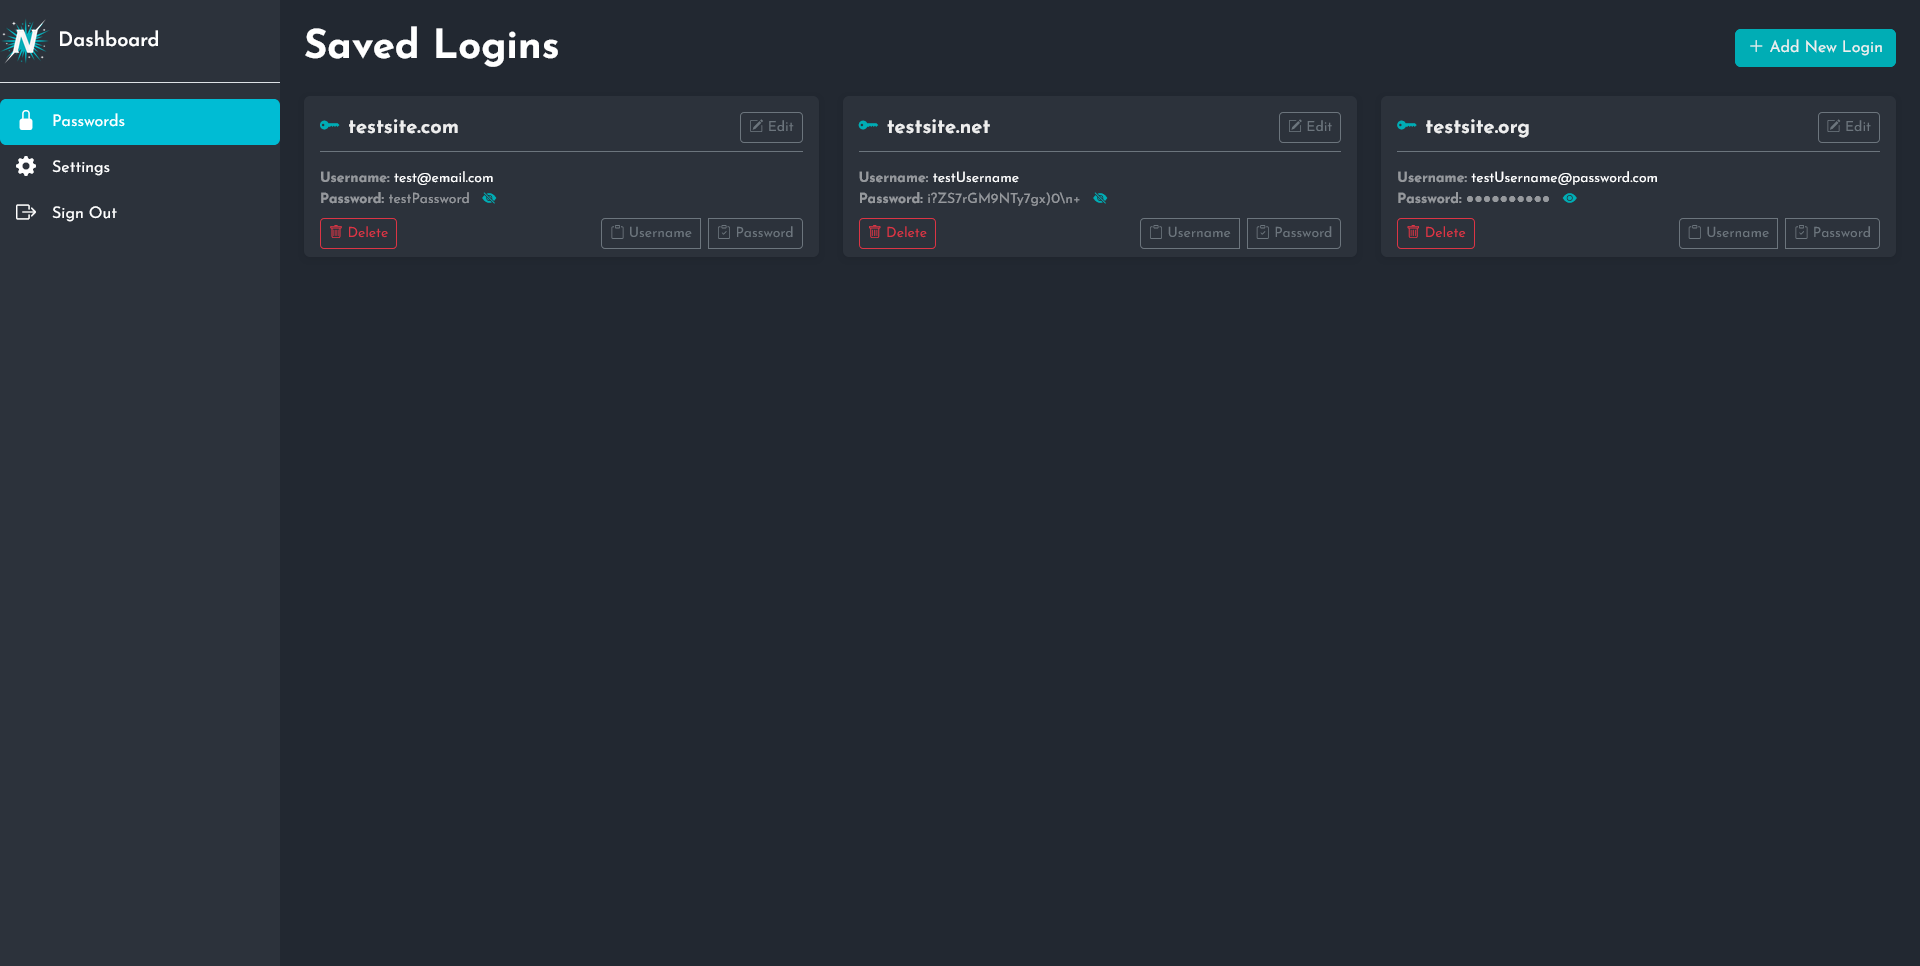 N Dashboard
Passwords
Settings
Sign Out
Saved Logins
+ Add New Login
testsite.com
Edit
Username: test@email.com
Password: testPassword
Delete
Username
Password
testsite.net
Edit
Username: testUsername
Password: i?ZS7rGM9NTy7gx)0\n+
Delete
Username
Password
testsite.org
Edit
Username: testUsername@password.com
Password: ••••••••••
Delete
Username
Password